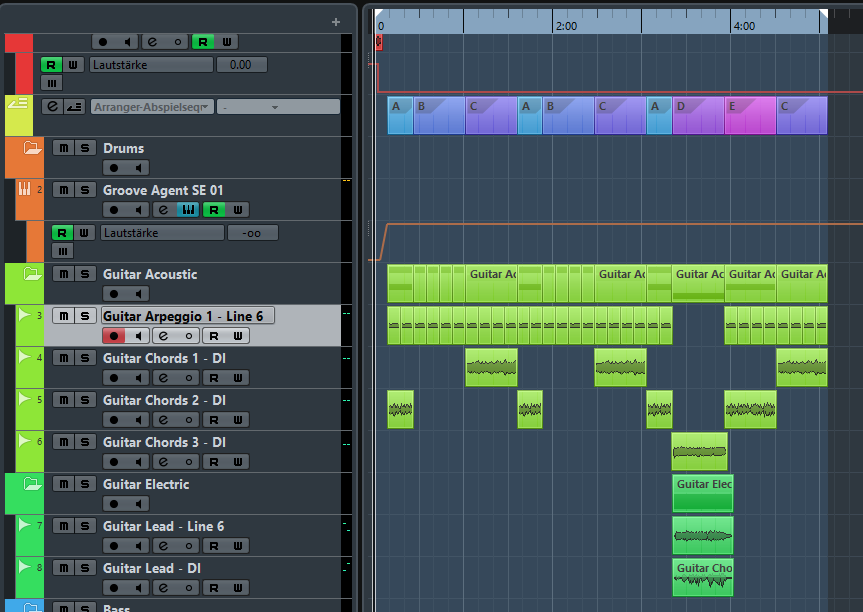 +
0 2:00 4:00
e R W
R W Lautstärke 0.00
e Arranger-Abspielseq -
A B C A B C A D E C
m S Drums
2 m S Groove Agent SE 01
e R W
R W Lautstärke -oo
m S Guitar Acoustic
Guitar Ac Guitar Ac Guitar Ac Guitar Ac Guitar Ac
3 m S Guitar Arpeggio 1 - Line 6
e R W
4 m S Guitar Chords 1 - DI
e R W
5 m S Guitar Chords 2 - DI
e R W
6 m S Guitar Chords 3 - DI
e R W
m S Guitar Electric
Guitar Elec
7 m S Guitar Lead - Line 6
e R W
8 m S Guitar Lead - DI
Guitar Cho
e R W
m S Bass